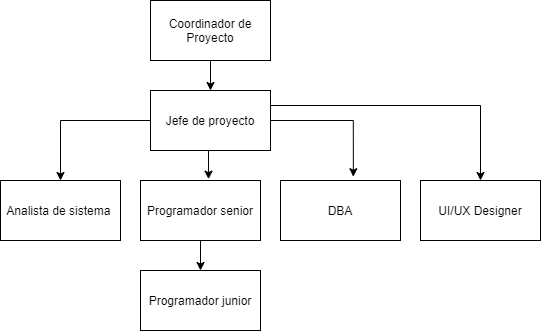 Coordinador de
Proyecto
Jefe de proyecto
Analista de sistema
Programador senior
DBA
UI/UX Designer
Programador junior